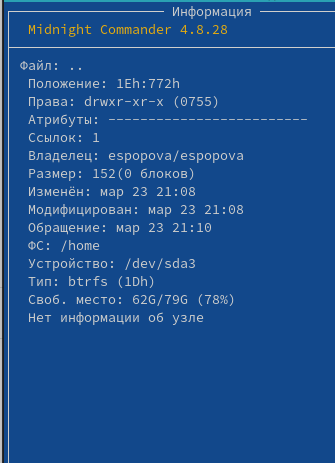 Информация
Midnight Commander 4.8.28
Файл: ..
Положение: 1Eh:772h
Права: drwxr-xr-x (0755)
Атрибуты: -------------------------
Ссылок: 1
Владелец: espopova/espopova
Размер: 152(0 блоков)
Изменён: мар 23 21:08
Модифицирован: мар 23 21:08
Обращение: мар 23 21:10
ФС: /home
Устройство: /dev/sda3
Тип: btrfs (1Dh)
Своб. место: 62G/79G (78%)
Нет информации об узле